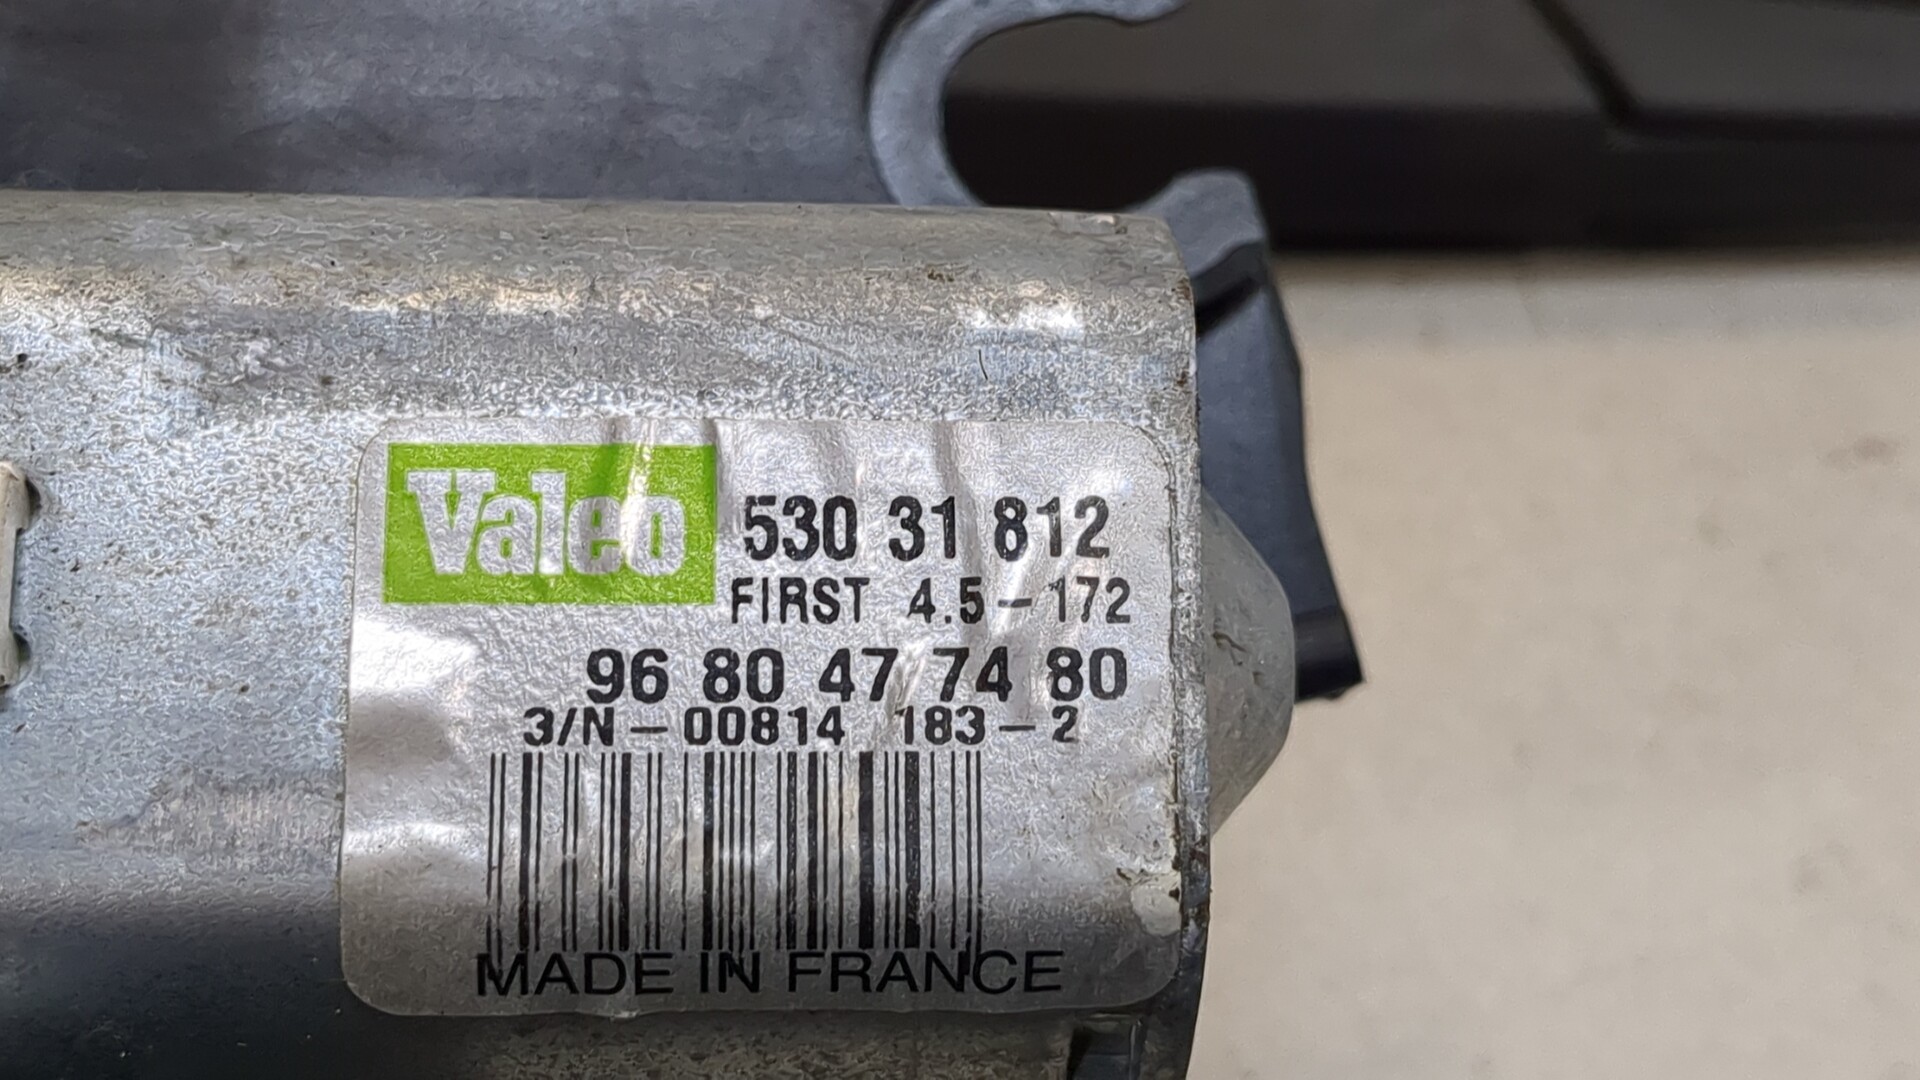 Valeo
530 31 812
FIRST 4.5-172
96 80 47 74 80
3/N-00814 183-2
MADE IN FRANCE